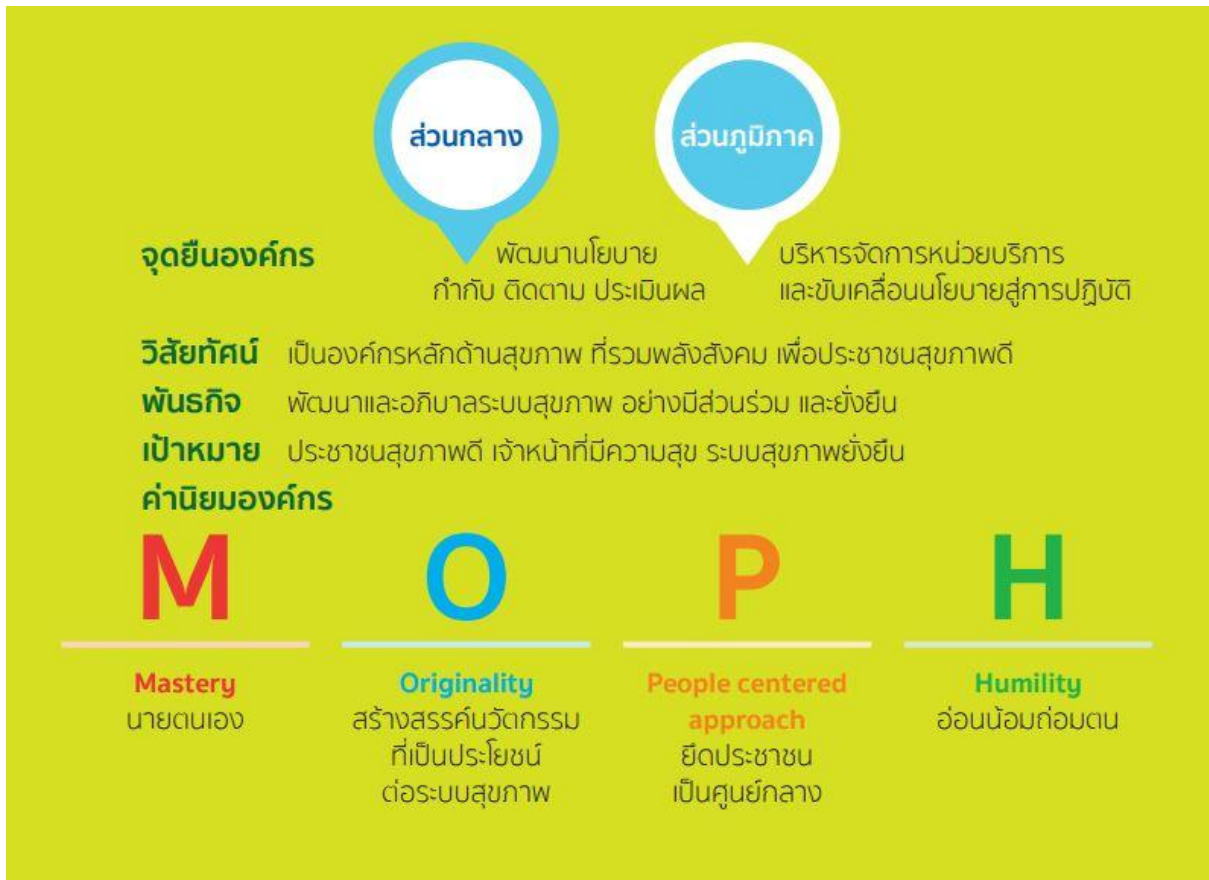 ส่วนกลาง
ส่วนภูมิภาค
จุดยืนองค์กร
พัฒนานโยบาย
กำกับ ติดตาม ประเมินผล
บริหารจัดการหน่วยบริการ
และขับเคลื่อนนโยบายสู่การปฏิบัติ
วิสัยทัศน์ เป็นองค์กรหลักด้านสุขภาพ ที่รวมพลังสังคม เพื่อประชาชนสุขภาพดี
พันธกิจ พัฒนาและอภิบาลระบบสุขภาพ อย่างมีส่วนร่วม และยั่งยืน
เป้าหมาย ประชาชนสุขภาพดี เจ้าหน้าที่มีความสุข ระบบสุขภาพยั่งยืน
ค่านิยมองค์กร
M
Mastery
นายตนเอง
O
Originality
สร้างสรรค์นวัตกรรม
ที่เป็นประโยชน์
ต่อระบบสุขภาพ
P
People centered
approach
ยึดประชาชน
เป็นศูนย์กลาง
H
Humility
อ่อนน้อมถ่อมตน